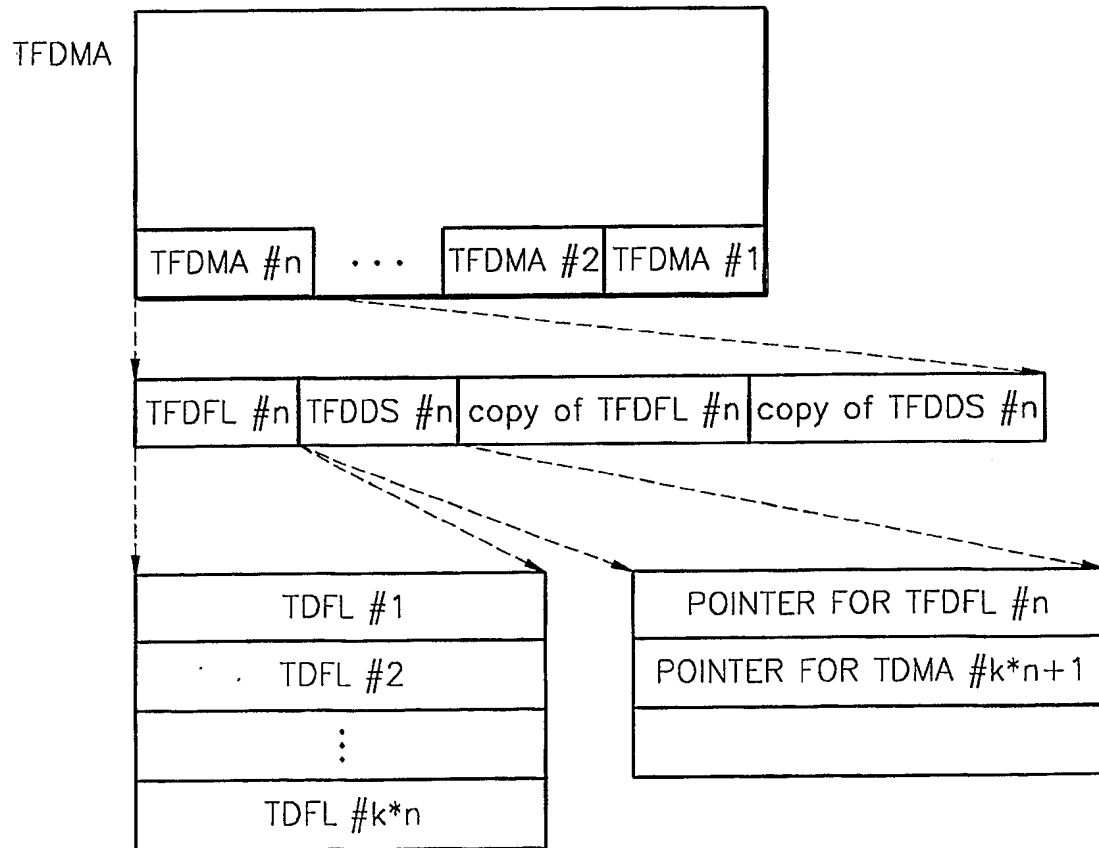 TFDMA
TFDMA #n ... TFDMA #2 TFDMA #1
TFDFL #n TFDDS #n copy of TFDFL #n copy of TFDDS #n
TDFL #1
TDFL #2
⋮
TDFL #k*n
POINTER FOR TFDFL #n
POINTER FOR TDMA #k*n+1